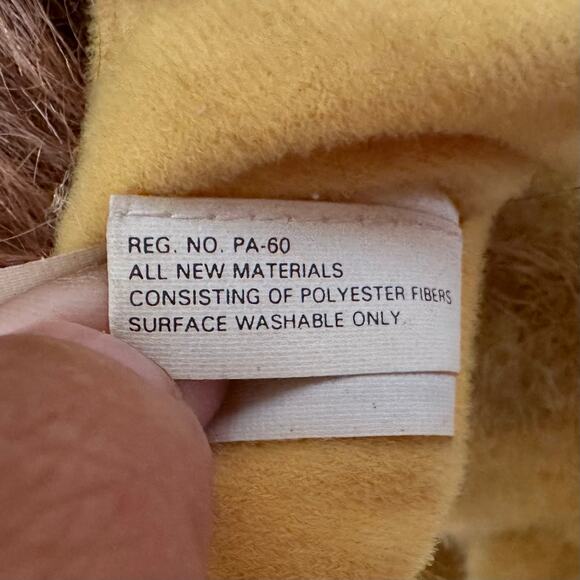 REG. NO. PA-60
ALL NEW MATERIALS
CONSISTING OF POLYESTER FIBERS
SURFACE WASHABLE ONLY.